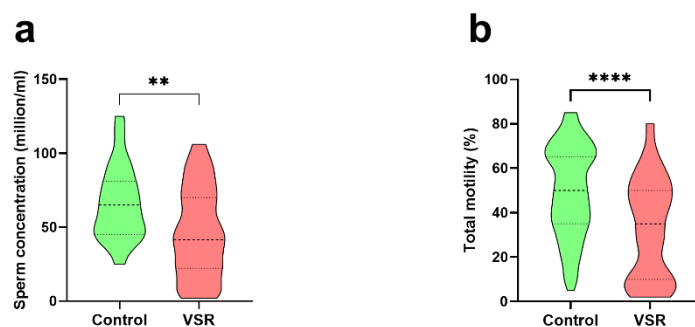 a
Sperm concentration (million/ml)
150
100
50
0
**
Control VSR
b
Total motility (%)
100
80
60
40
20
0
****
Control VSR